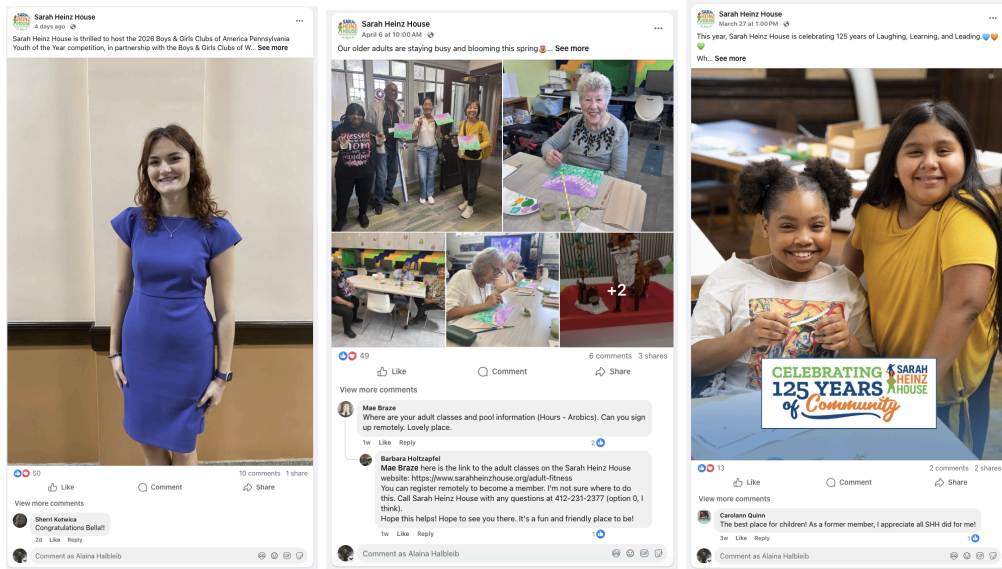 Sarah Heinz House
4 days ago ·
Sarah Heinz House is thrilled to host the 2026 Boys & Girls Clubs of America Pennsylvania
Youth of the Year competition, in partnership with the Boys & Girls Clubs of W... See more
50
10 comments 1 share
Like Comment Share
View more comments
Sherri Kotwica
Congratulations Bella!!
2d Like Reply
Comment as Alaina Halbleib
SARAH
HEINZ
HOUSE
Sarah Heinz House
April 6 at 10:00 AM ·
Our older adults are staying busy and blooming this spring🌷... See more
Blessed
+2
49
6 comments 3 shares
Like Comment Share
View more comments
Mae Braze
Where are your adult classes and pool information (Hours - Arobics). Can you sign
up remotely. Lovely place.
1w Like Reply
2
Barbara Holtzapfel
Mae Braze here is the link to the adult classes on the Sarah Heinz House
website: https://www.sarahheinzhouse.org/adult-fitness
You can register remotely to become a member. I'm not sure where to do
this. Call Sarah Heinz House with any questions at 412-231-2377 (option 0, I
think).
Hope this helps! Hope to see you there. It's a fun and friendly place to be!
1w Like Reply
1
Comment as Alaina Halbleib
Sarah Heinz House
March 27 at 1:00 PM ·
This year, Sarah Heinz House is celebrating 125 years of Laughing, Learning, and Leading.💙🧡
💚
Wh... See more
CELEBRATING
125 YEARS
of Community
SARAH
HEINZ
HOUSE
13
2 comments 2 shares
Like Comment Share
View more comments
Carolann Quinn
The best place for children! As a former member, I appreciate all SHH did for me!
3w Like Reply
1
Comment as Alaina Halbleib